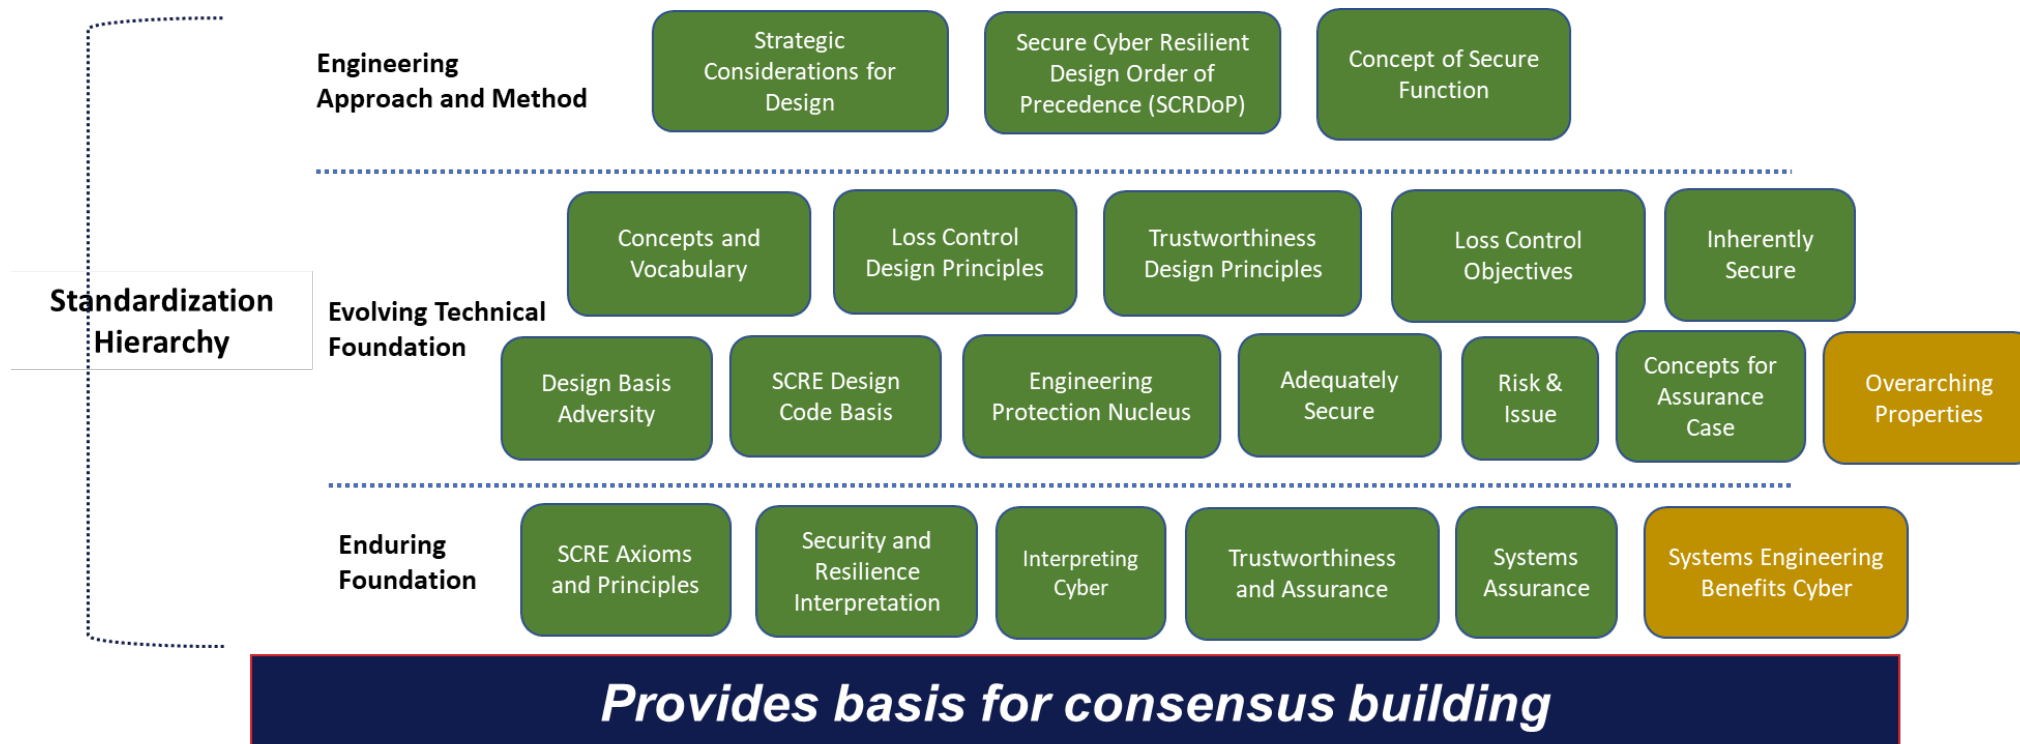 Standardization
Hierarchy
Engineering
Approach and Method
Strategic
Considerations for
Design
Secure Cyber Resilient
Design Order of
Precedence (SCRDoP)
Concept of Secure
Function
Evolving Technical
Foundation
Concepts and
Vocabulary
Loss Control
Design Principles
Trustworthiness
Design Principles
Loss Control
Objectives
Inherently
Secure
Design Basis
Adversity
SCRE Design
Code Basis
Engineering
Protection Nucleus
Adequately
Secure
Risk &
Issue
Concepts for
Assurance
Case
Overarching
Properties
Enduring
Foundation
SCRE Axioms
and Principles
Security and
Resilience
Interpretation
Interpreting
Cyber
Trustworthiness
and Assurance
Systems
Assurance
Systems Engineering
Benefits Cyber
Provides basis for consensus building